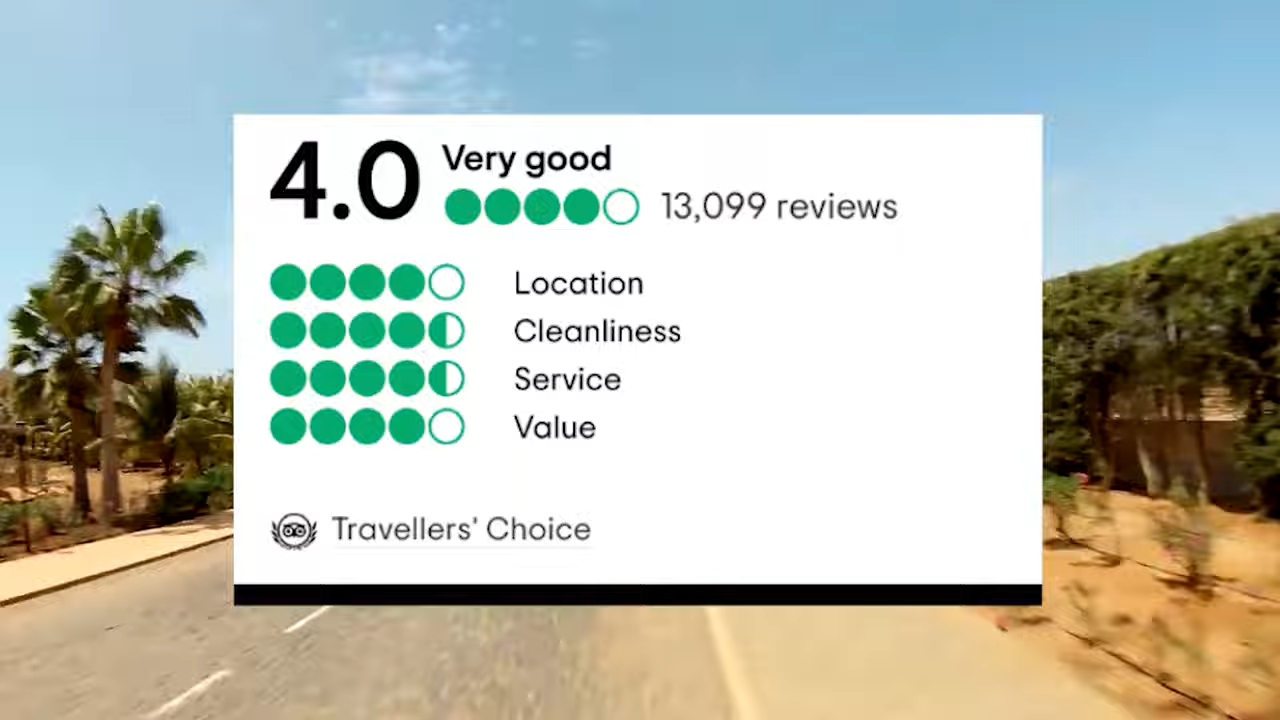 4.0 Very good
13,099 reviews
Location
Cleanliness
Service
Value
Travellers' Choice